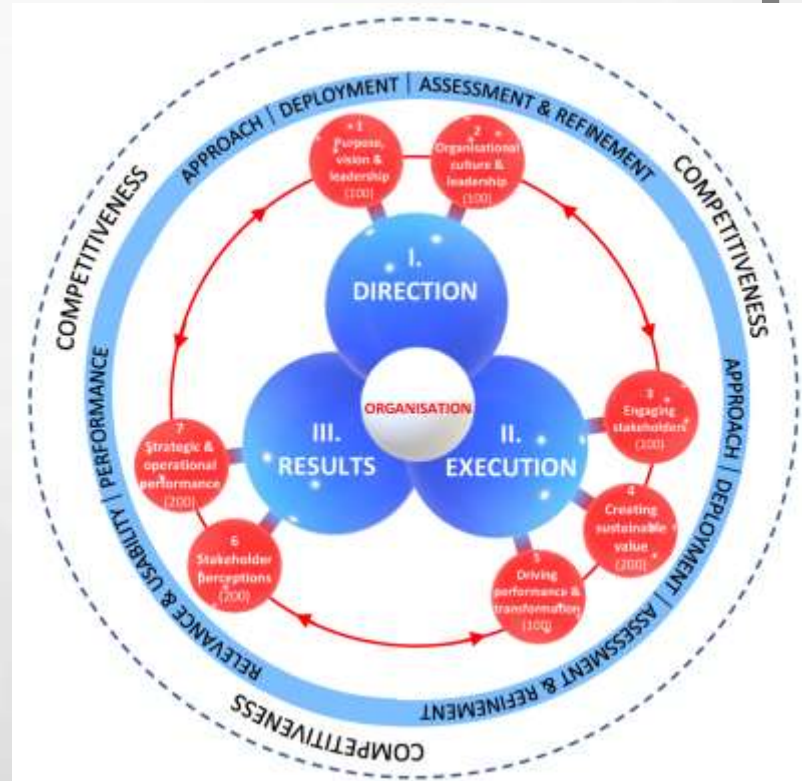 COMPETITIVENESS
COMPETITIVENESS
COMPETITIVENESS
APPROACH | DEPLOYMENT | ASSESSMENT & REFINEMENT
APPROACH | DEPLOYMENT | ASSESSMENT & REFINEMENT
RELEVANCE & USABILITY | PERFORMANCE
1
Purpose,
vision &
leadership
(100)
2
Organisational
culture &
leadership
(100)
I.
DIRECTION
ORGANISATION
II.
EXECUTION
III.
RESULTS
3
Engaging
stakeholders
(100)
4
Creating
sustainable
value
(200)
5
Driving
performance &
transformation
(100)
6
Stakeholder
perceptions
(200)
7
Strategic &
operational
performance
(200)